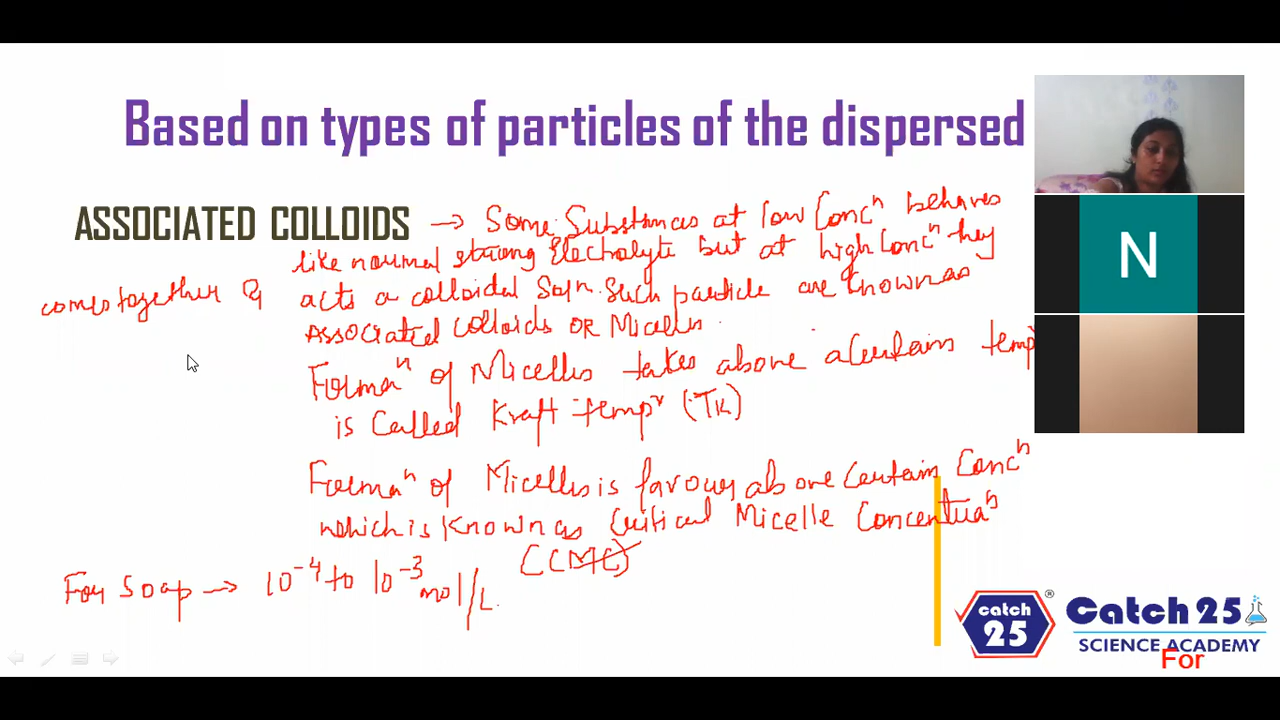 Based on types of particles of the dispersed
ASSOCIATED COLLOIDS → Some Substances at low Concⁿ behaves
like normal strong Electrolyte but at high Concⁿ they
comes together &
acts a colloidal Solⁿ. Such particle are known as
Associated colloids OR Micelles
Formaⁿ of Micelles takes above a Certain temp
is Called Kraft tempʳ (TK)
Formaⁿ of Micelles is favours above Certain Concⁿ
which is known as Critical Micelle Concentraⁿ
(CMC)
For Soap → 10⁻⁴ to 10⁻³ mol/L.
N
catch
25
®
Catch 25
SCIENCE ACADEMY
For